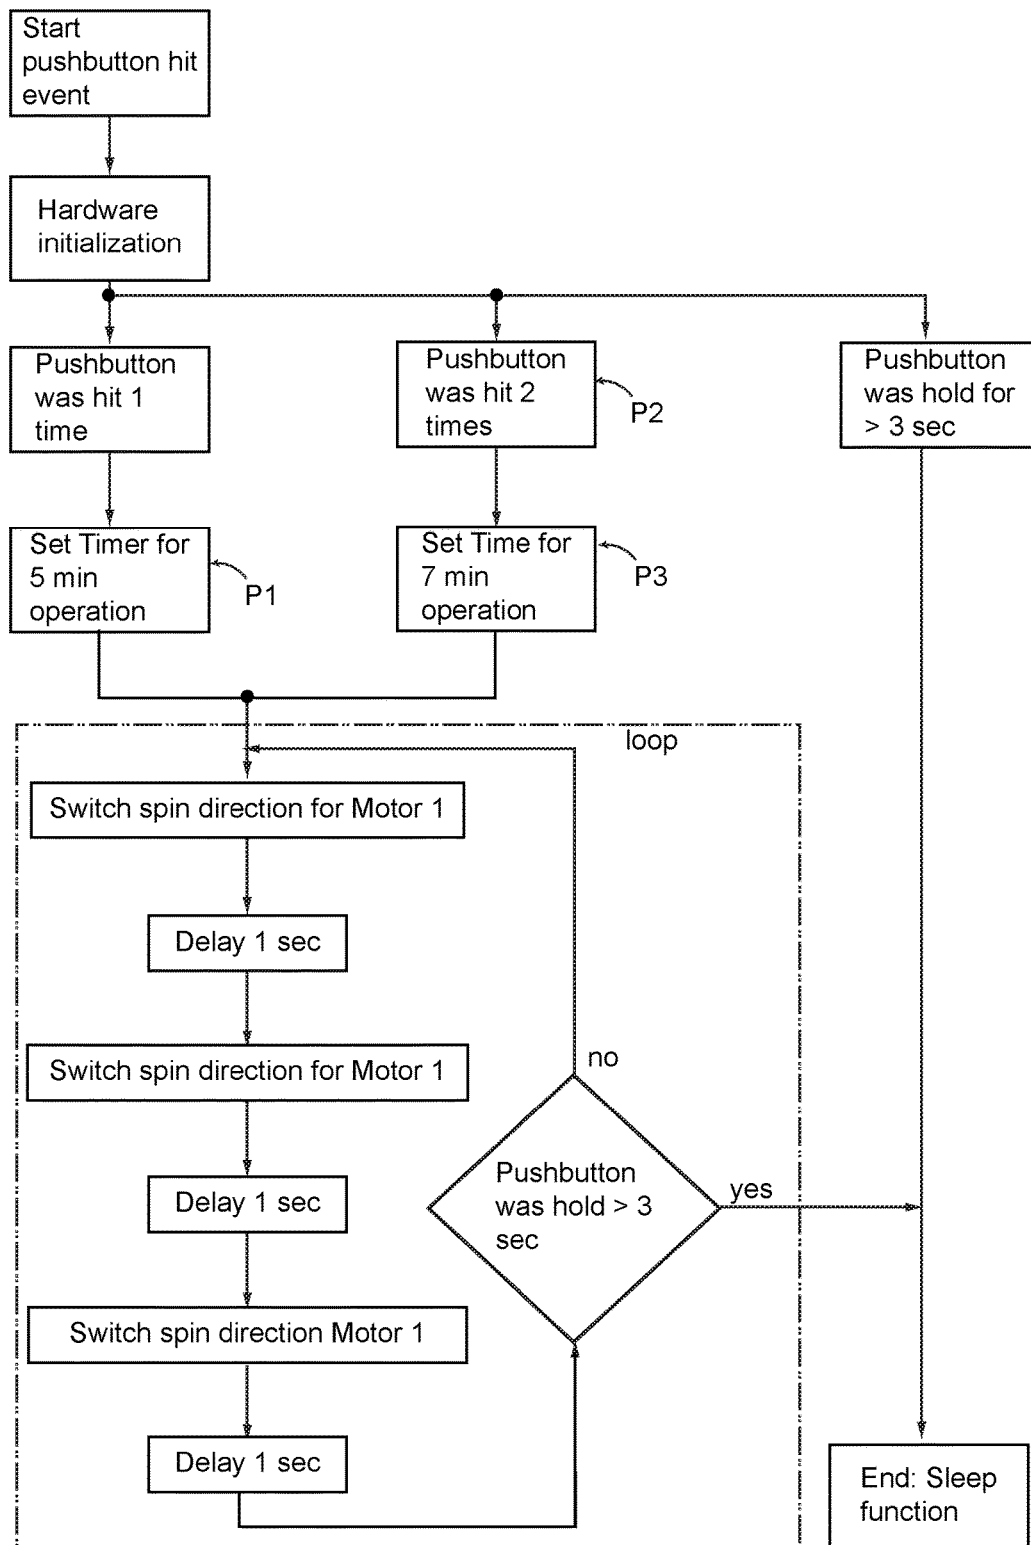 Start
pushbutton hit
event
Hardware
initialization
Pushbutton
was hit 1
time
Pushbutton
was hit 2
times
P2
Pushbutton
was hold for
> 3 sec
Set Timer for
5 min
operation
P1
Set Time for
7 min
operation
P3
loop
Switch spin direction for Motor 1
Delay 1 sec
Switch spin direction for Motor 1
no
Pushbutton
was hold > 3
sec
yes
Delay 1 sec
Switch spin direction Motor 1
Delay 1 sec
End: Sleep
function